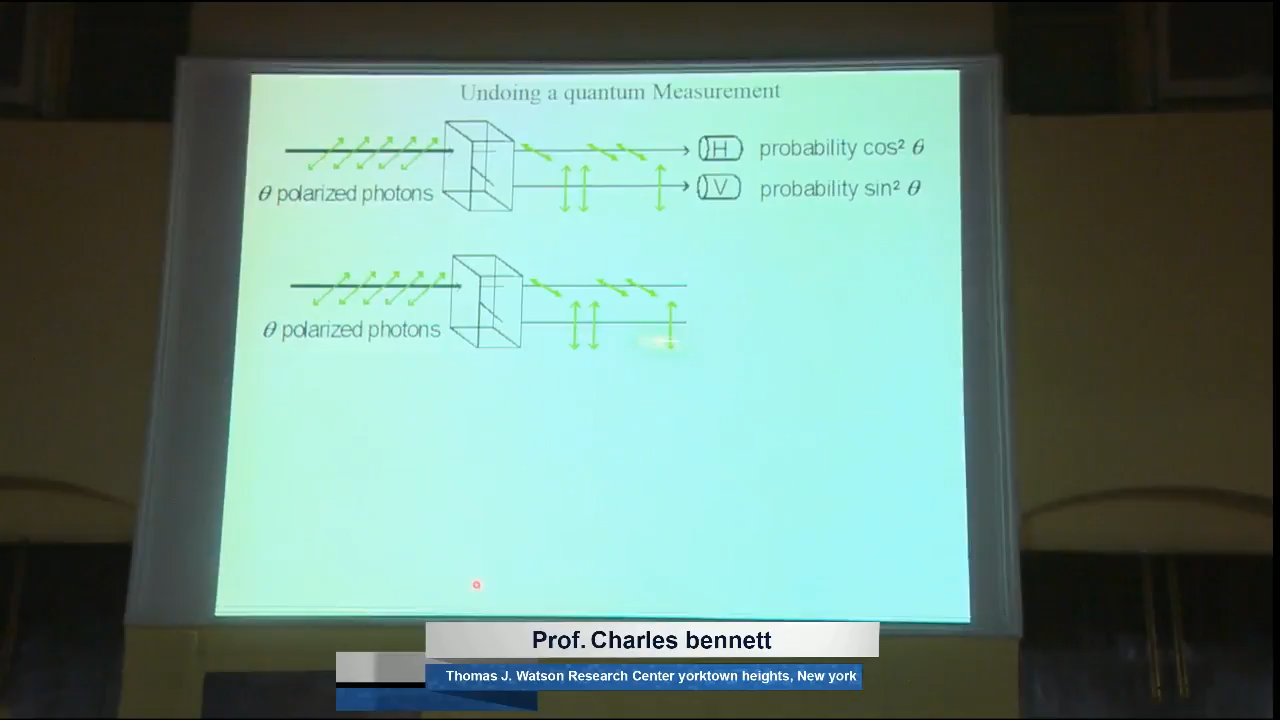 Undoing a quantum Measurement
H probability cos² θ
θ polarized photons V probability sin² θ
θ polarized photons
Prof. Charles bennett
Thomas J. Watson Research Center yorktown heights, New york